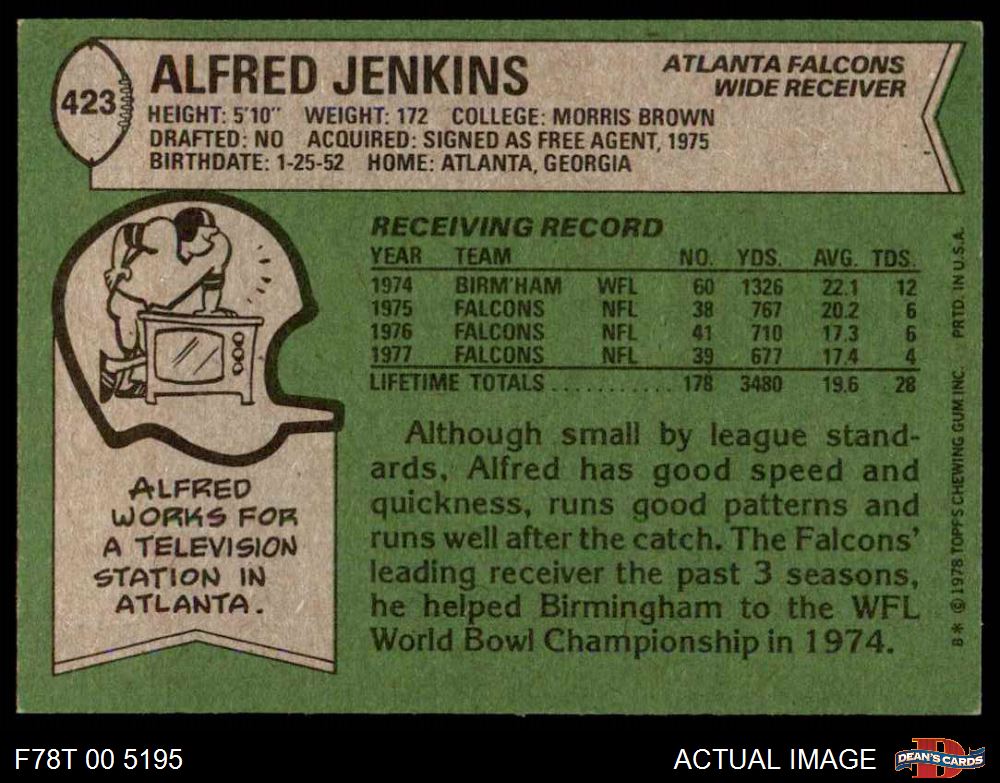 423
ALFRED JENKINS
ATLANTA FALCONS
WIDE RECEIVER
HEIGHT: 5'10" WEIGHT: 172 COLLEGE: MORRIS BROWN
DRAFTED: NO ACQUIRED: SIGNED AS FREE AGENT, 1975
BIRTHDATE: 1-25-52 HOME: ATLANTA, GEORGIA
RECEIVING RECORD
YEAR TEAM NO. YDS. AVG. TDS.
1974 BIRM'HAM WFL 60 1326 22.1 12
1975 FALCONS NFL 38 767 20.2 6
1976 FALCONS NFL 41 710 17.3 6
1977 FALCONS NFL 39 677 17.4 4
LIFETIME TOTALS ........... 178 3480 19.6 28
ALFRED
WORKS FOR
A TELEVISION
STATION IN
ATLANTA.
Although small by league stand-
ards, Alfred has good speed and
quickness, runs good patterns and
runs well after the catch. The Falcons'
leading receiver the past 3 seasons,
he helped Birmingham to the WFL
World Bowl Championship in 1974.
B* © 1978 TOPPS CHEWING GUM INC. PRTD. IN U.S.A.
F78T 00 5195
ACTUAL IMAGE
D
DEAN'S CARDS